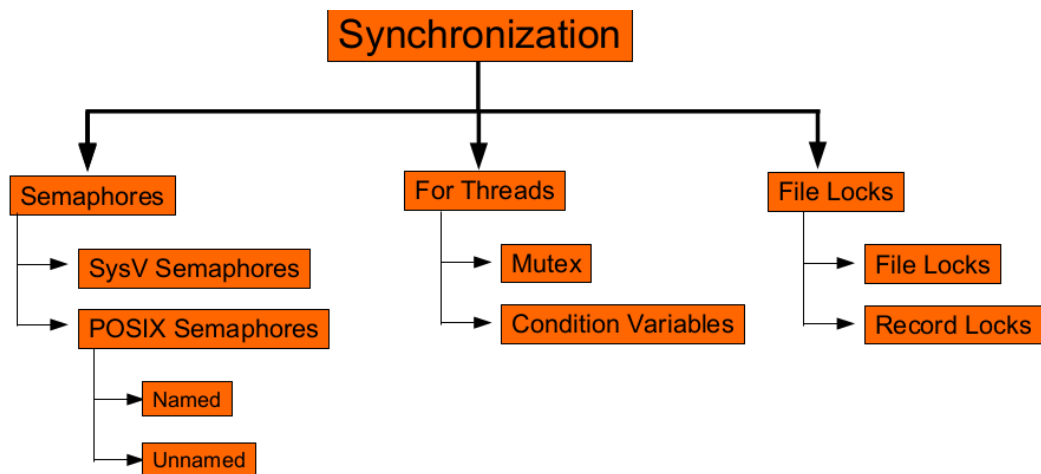 Synchronization
Semaphores
For Threads
File Locks
SysV Semaphores
Mutex
File Locks
POSIX Semaphores
Condition Variables
Record Locks
Named
Unnamed